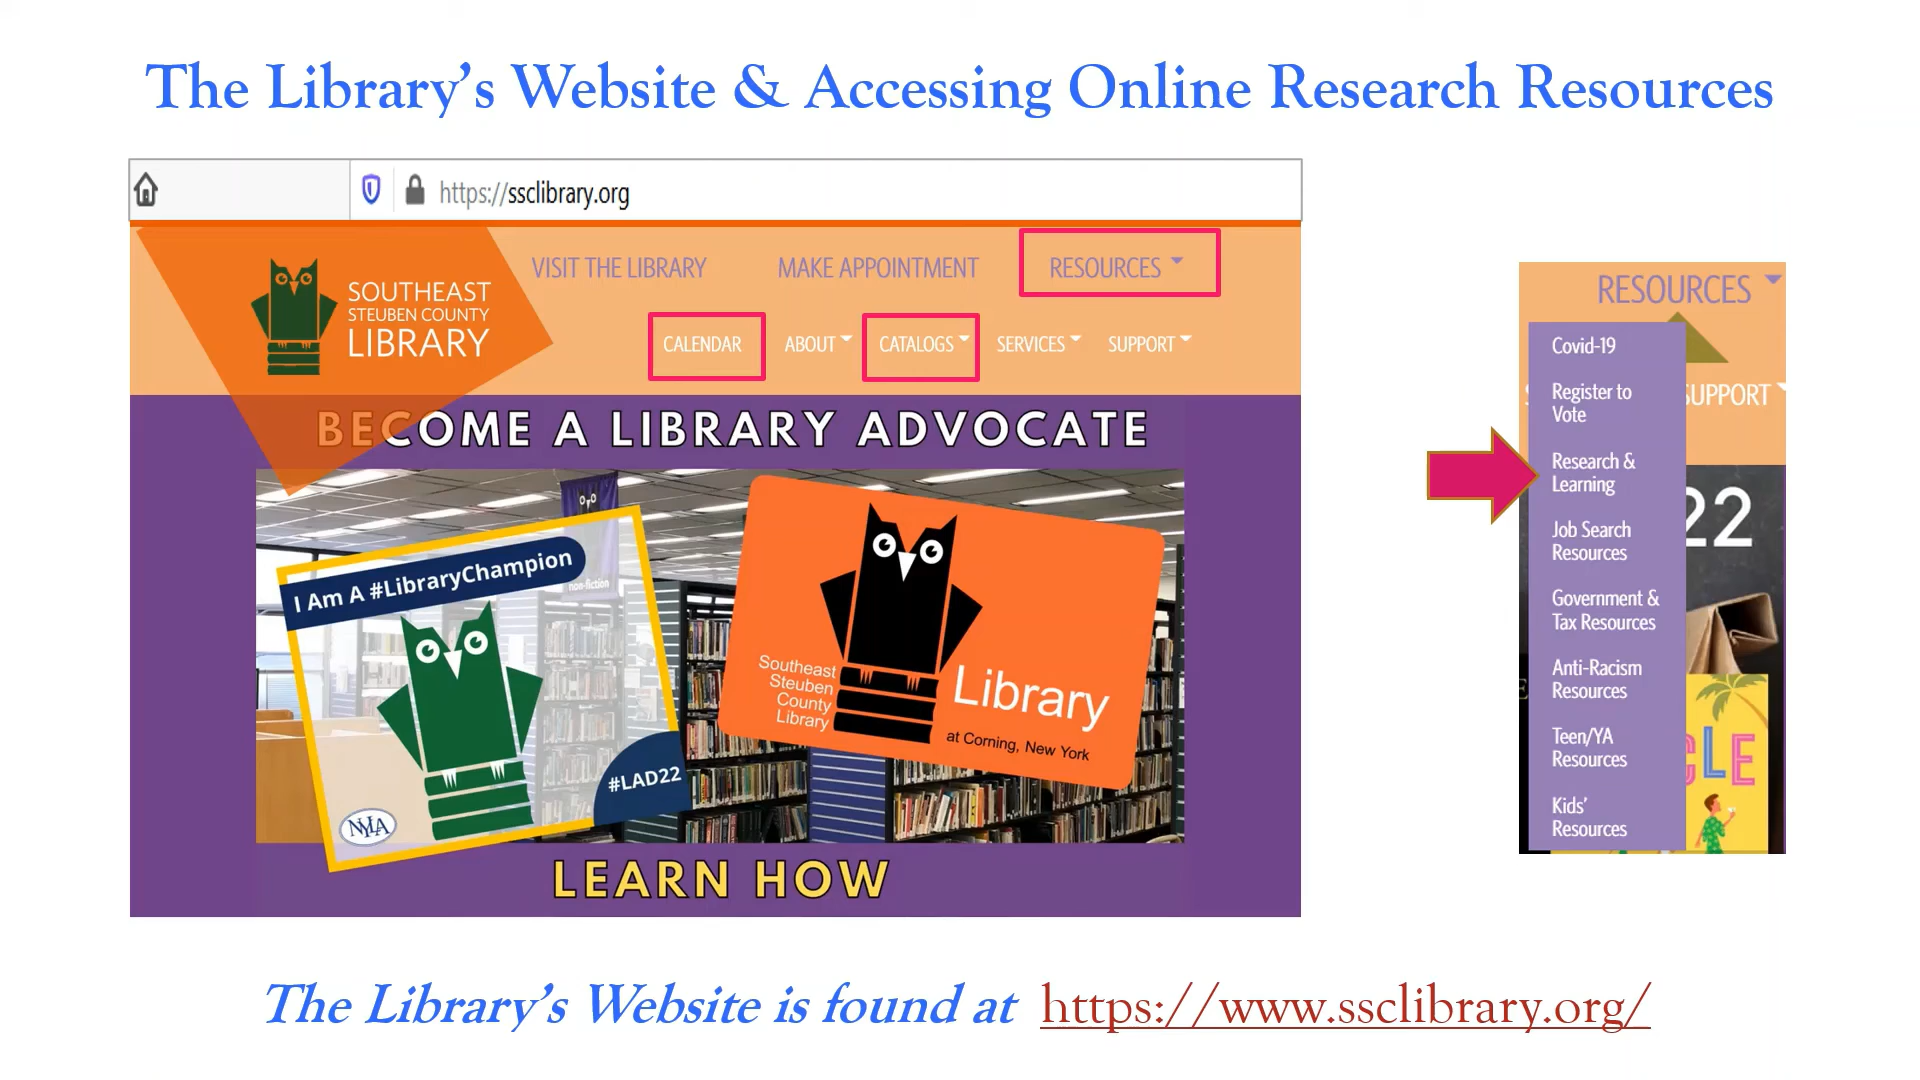 The Library's Website & Accessing Online Research Resources
https://ssclibrary.org
VISIT THE LIBRARY
MAKE APPOINTMENT
RESOURCES
SOUTHEAST
STEUBEN COUNTY
LIBRARY
CALENDAR
ABOUT
CATALOGS
SERVICES
SUPPORT
BECOME A LIBRARY ADVOCATE
non-fiction
I Am A #LibraryChampion
#LAD22
NYLA
Southeast
Steuben
County
Library
Library
at Corning, New York
LEARN HOW
RESOURCES
Covid-19
Register to
Vote
SUPPORT
Research &
Learning
22
Job Search
Resources
Government &
Tax Resources
Anti-Racism
Resources
Teen/YA
Resources
CLE
Kids'
Resources
The Library's Website is found at https://www.ssclibrary.org/